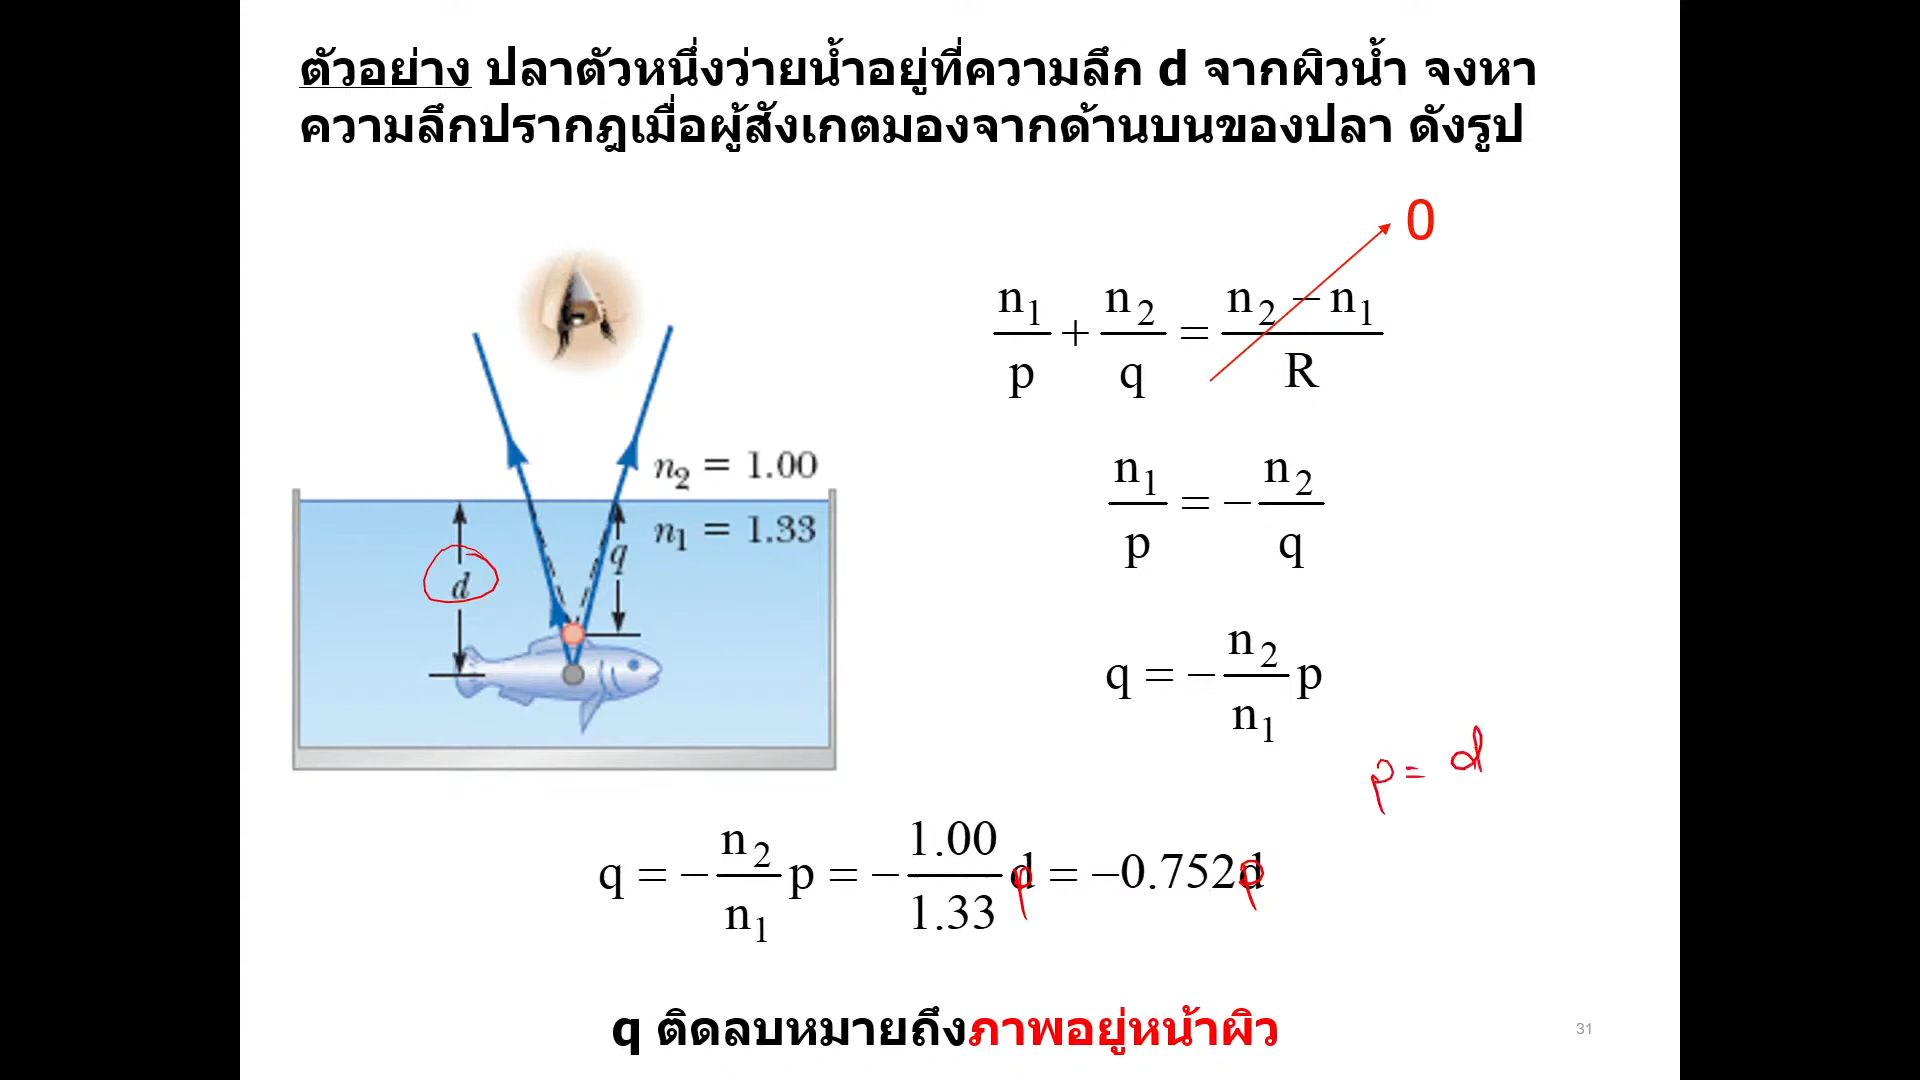 ตัวอย่าง ปลาตัวหนึ่งว่ายน้ำอยู่ที่ความลึก d จากผิวน้ำ จงหา
ความลึกปรากฎเมื่อผู้สังเกตมองจากด้านบนของปลา ดังรูป
0
n₁/p + n₂/q = (n₂ − n₁)/R
n₂ = 1.00
n₁ = 1.33
d
q
n₁/p = − n₂/q
q = − (n₂/n₁) p
p = d
q = − (n₂/n₁) p = − (1.00/1.33) d = −0.752d
p
p
q ติดลบหมายถึงภาพอยู่หน้าผิว
31